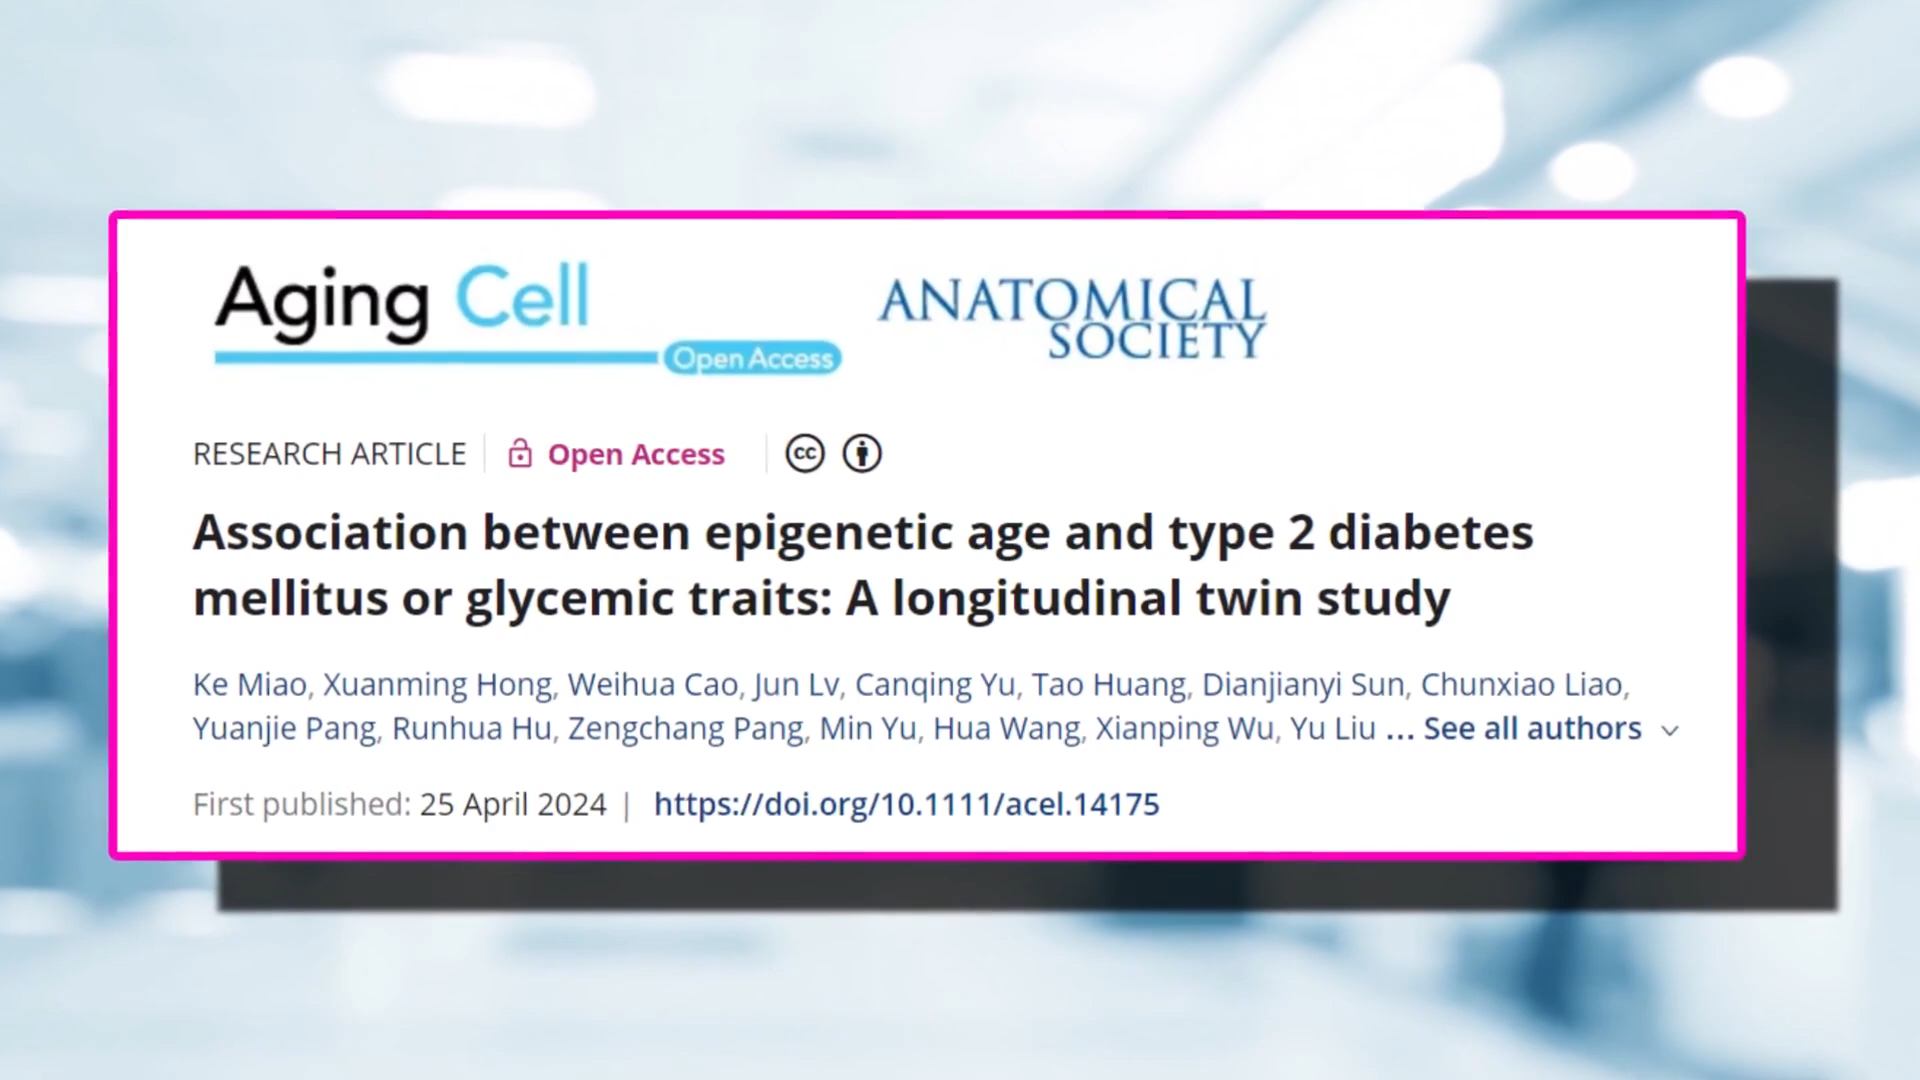 Aging Cell
Open Access
ANATOMICAL
SOCIETY
RESEARCH ARTICLE
Open Access
cc
Association between epigenetic age and type 2 diabetes
mellitus or glycemic traits: A longitudinal twin study
Ke Miao, Xuanming Hong, Weihua Cao, Jun Lv, Canqing Yu, Tao Huang, Dianjianyi Sun, Chunxiao Liao,
Yuanjie Pang, Runhua Hu, Zengchang Pang, Min Yu, Hua Wang, Xianping Wu, Yu Liu ... See all authors
First published: 25 April 2024 | https://doi.org/10.1111/acel.14175